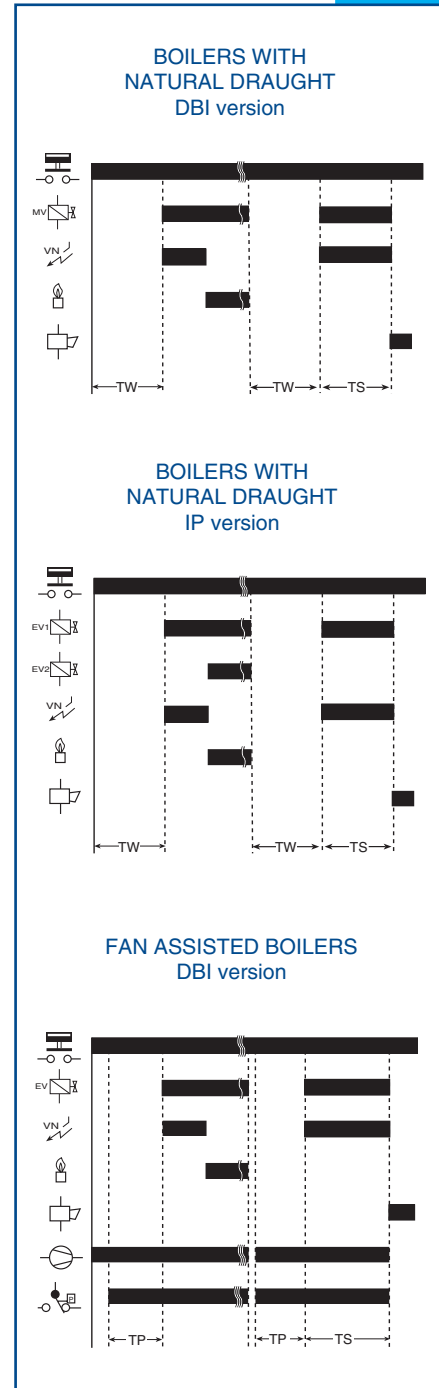 BOILERS WITH
NATURAL DRAUGHT
DBI version
MV
VN
TW
TW
TS
BOILERS WITH
NATURAL DRAUGHT
IP version
EV1
EV2
VN
TW
TW
TS
FAN ASSISTED BOILERS
DBI version
EV
VN
P
TP
TP
TS